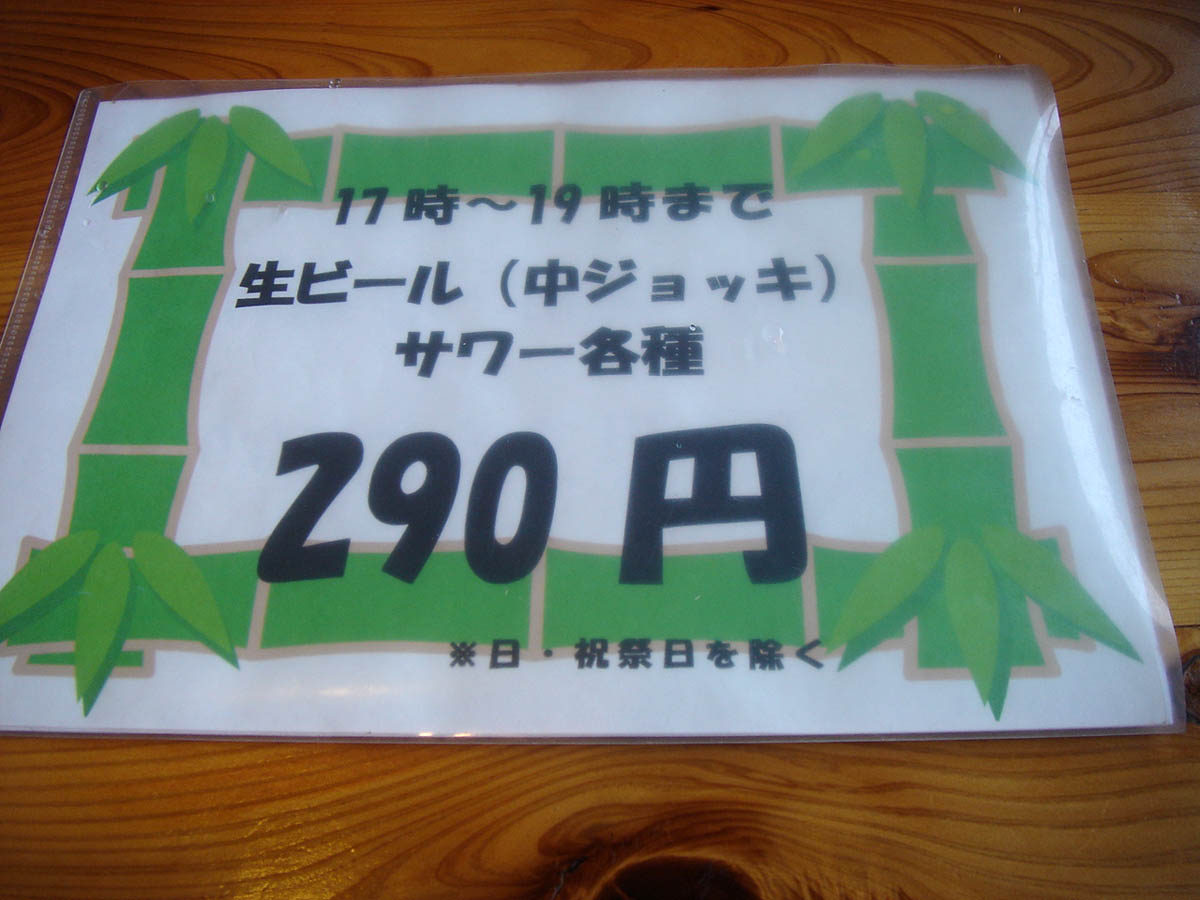 17時〜19時まで
生ビール（中ジョッキ）
サワー各種
290円
※日・祝祭日を除く